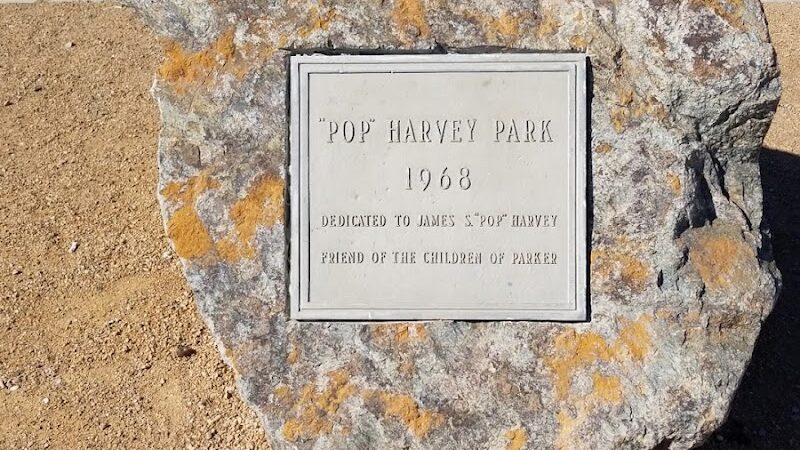 "POP" HARVEY PARK
1968
DEDICATED TO JAMES S. "POP" HARVEY
FRIEND OF THE CHILDREN OF PARKER